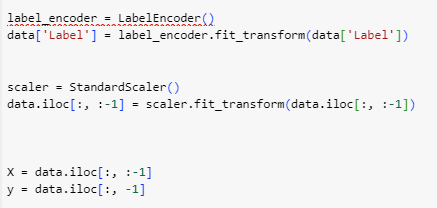 label_encoder = LabelEncoder()
data['Label'] = label_encoder.fit_transform(data['Label'])
scaler = StandardScaler()
data.iloc[:, :-1] = scaler.fit_transform(data.iloc[:, :-1])
X = data.iloc[:, :-1]
y = data.iloc[:, -1]